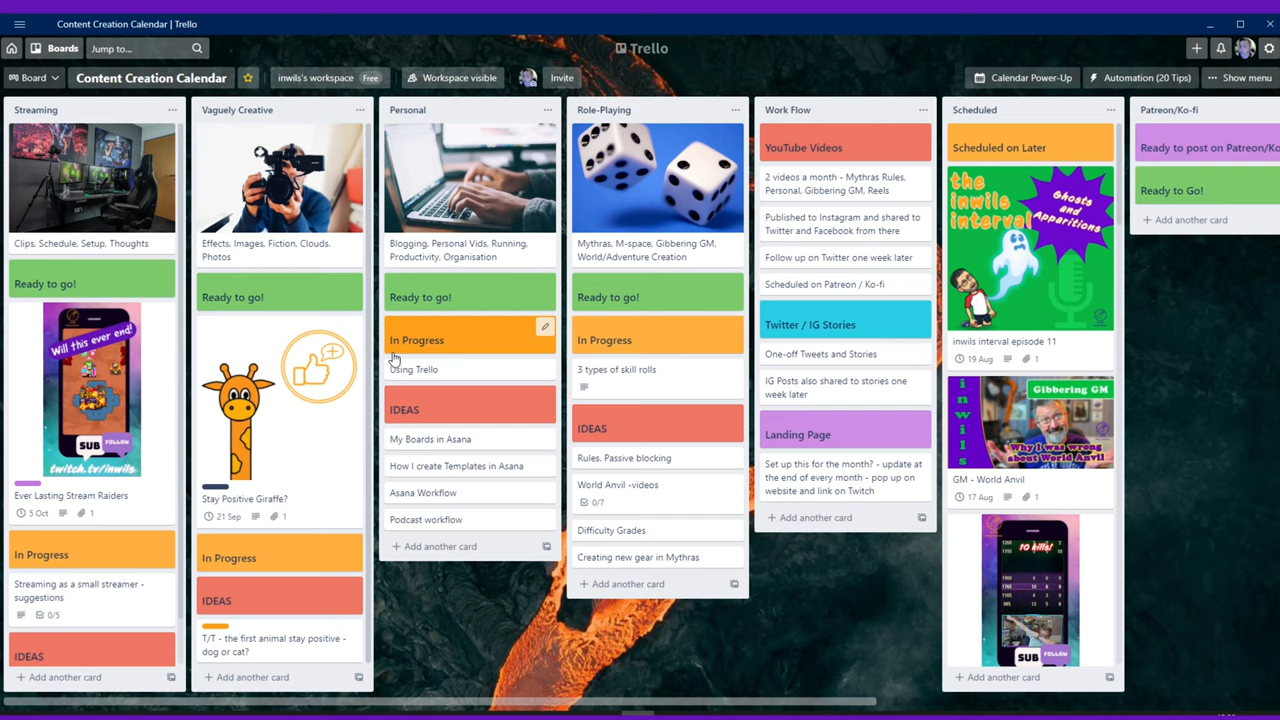 Content Creation Calendar | Trello
Boards
Jump to...
Trello
Board
Content Creation Calendar
inwils's workspace
Free
Workspace visible
Invite
Calendar Power-Up
Automation (20 Tips)
Show menu
Streaming
Clips, Schedule, Setup, Thoughts
Ready to go!
Will this ever end!
SUB
FOLLOW
twitch.tv/inwils
Ever Lasting Stream Raiders
5 Oct
1
In Progress
Streaming as a small streamer -
suggestions
0/5
IDEAS
Add another card
Vaguely Creative
Effects, Images, Fiction, Clouds,
Photos
Ready to go!
Stay Positive Giraffe?
21 Sep
1
In Progress
IDEAS
T/T - the first animal stay positive -
dog or cat?
Add another card
Personal
Blogging, Personal Vids, Running,
Productivity, Organisation
Ready to go!
In Progress
Using Trello
IDEAS
My Boards in Asana
How I create Templates in Asana
Asana Workflow
Podcast workflow
Add another card
Role-Playing
Mythras, M-space, Gibbering GM,
World/Adventure Creation
Ready to go!
In Progress
3 types of skill rolls
IDEAS
Rules. Passive blocking
World Anvil -videos
0/7
Difficulty Grades
Creating new gear in Mythras
Add another card
Work Flow
YouTube Videos
2 videos a month - Mythras Rules,
Personal, Gibbering GM, Reels
Published to Instagram and shared to
Twitter and Facebook from there
Follow up on Twitter one week later
Scheduled on Patreon / Ko-fi
Twitter / IG Stories
One-off Tweets and Stories
IG Posts also shared to stories one
week later
Landing Page
Set up this for the month? - update at
the end of every month - pop up on
website and link on Twitch
Add another card
Scheduled
Scheduled on Later
the
inwils
interval
Ghosts
and
Apparitions
inwils interval episode 11
19 Aug
1
inwils
Gibbering GM
Why I was wrong
about World Anvil
GM - World Anvil
17 Aug
1
10 kills!
SUB
FOLLOW
Add another card
Patreon/Ko-fi
Ready to post on Patreon/Ko
Ready to Go!
Add another card